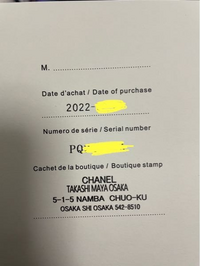 M.
Date d'achat / Date of purchase
2022-
Numero de série / Serial number
PQ
Cachet de la boutique / Boutique stamp
CHANEL
TAKASHI MAYA OSAKA
5-1-5 NAMBA CHUO-KU
OSAKA SHI OSAKA 542-8510